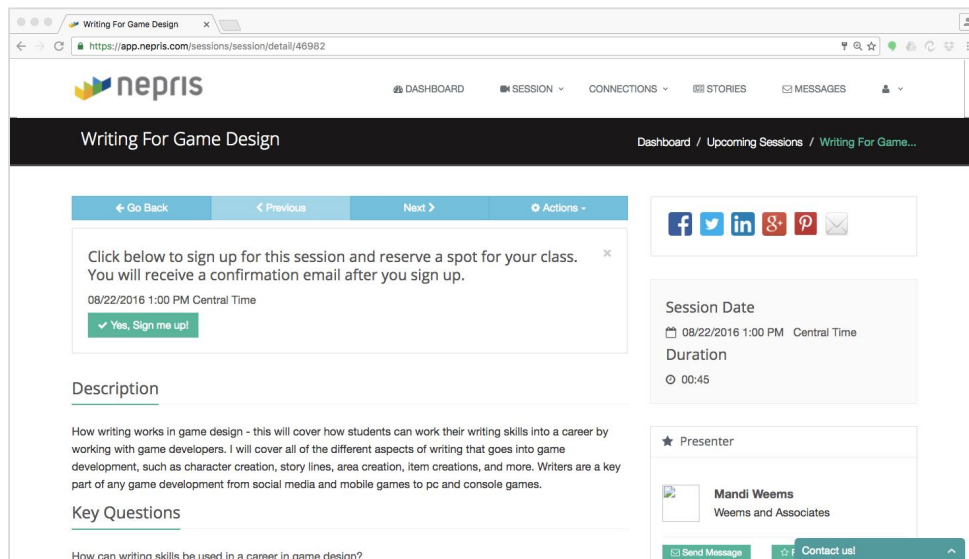 Writing For Game Design
https://app.nepris.com/sessions/session/detail/46982
nepris
DASHBOARD SESSION CONNECTIONS STORIES MESSAGES
Writing For Game Design
Dashboard / Upcoming Sessions / Writing For Game...
Go Back Previous Next Actions
Click below to sign up for this session and reserve a spot for your class.
You will receive a confirmation email after you sign up.
08/22/2016 1:00 PM Central Time
Yes, Sign me up!
Description
How writing works in game design - this will cover how students can work their writing skills into a career by
working with game developers. I will cover all of the different aspects of writing that goes into game
development, such as character creation, story lines, area creation, item creations, and more. Writers are a key
part of any game development from social media and mobile games to pc and console games.
Key Questions
How can writing skills be used in a career in game design?
f in 8+
Session Date
08/22/2016 1:00 PM Central Time
Duration
00:45
Presenter
Mandi Weems
Weems and Associates
Send Message
Contact us!